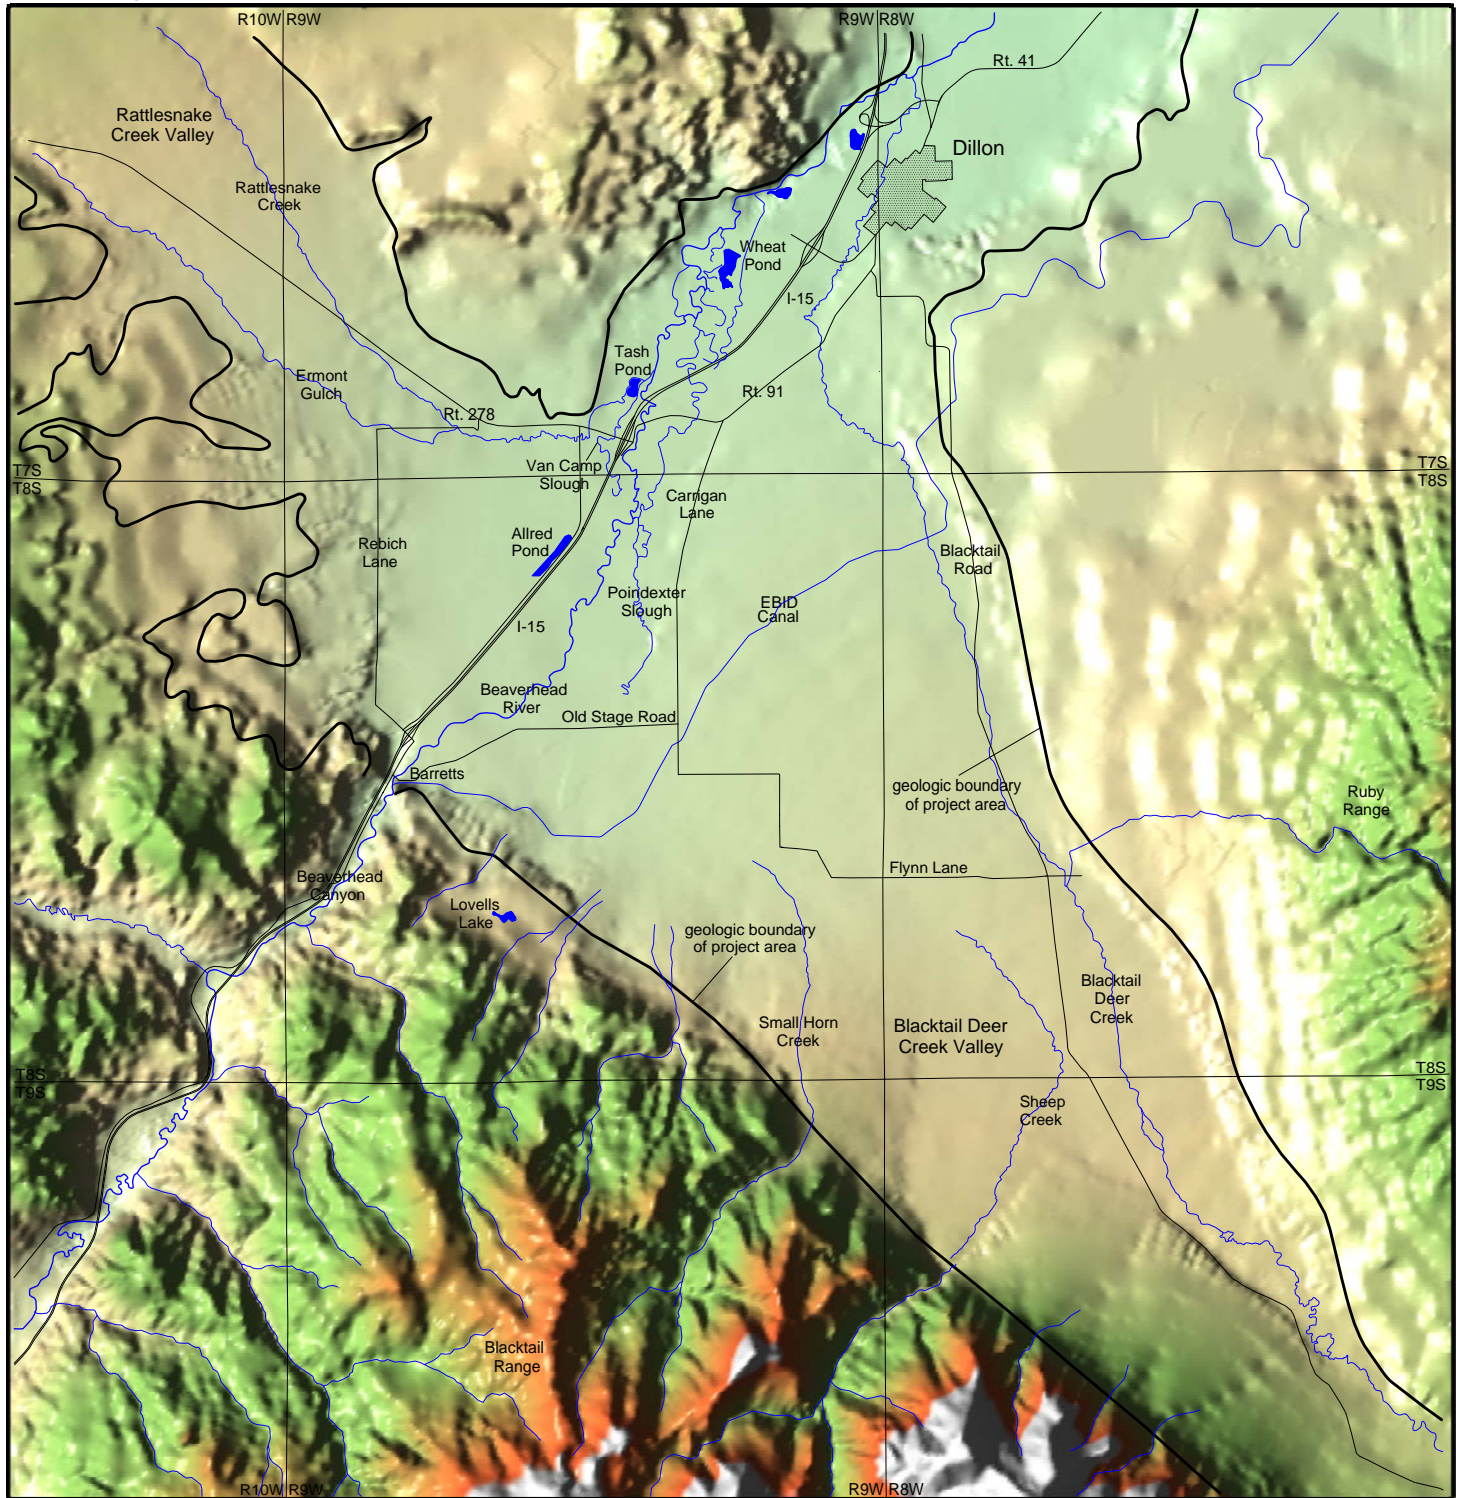 R10W R9W
R9W R8W
Rt. 41
Rattlesnake
Creek Valley
Dillon
Rattlesnake
Creek
Wheat
Pond
I-15
Tash
Pond
Ermont
Gulch
Rt. 91
Rt. 278
T7S
T8S
T7S
T8S
Van Camp
Slough
Carrigan
Lane
Allred
Pond
Rebich
Lane
Blacktail
Road
Poindexter
Slough
EBID
Canal
I-15
Beaverhead
River
Old Stage Road
Barretts
geologic boundary
of project area
Ruby
Range
Flynn Lane
Beaverhead
Canyon
Lovells
Lake
geologic boundary
of project area
Blacktail
Deer
Creek
Small Horn
Creek
Blacktail Deer
Creek Valley
T8S
T9S
T8S
T9S
Sheep
Creek
Blacktail
Range
R10W R9W
R9W R8W